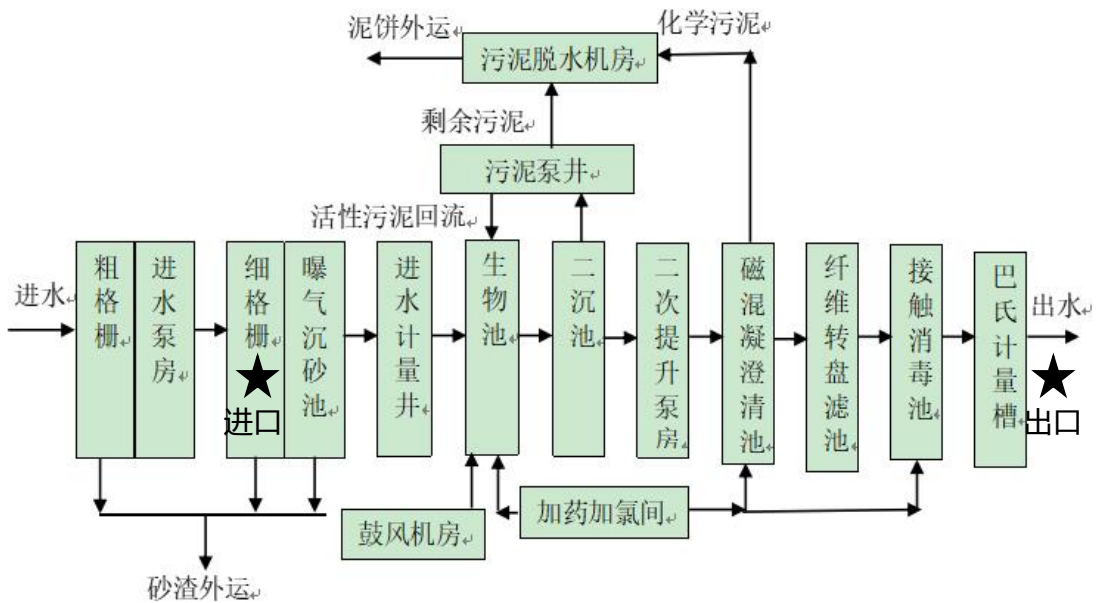 泥饼外运
化学污泥
污泥脱水机房
剩余污泥
污泥泵井
活性污泥回流
进水
粗格栅
进水泵房
细格栅
曝气沉砂池
进水计量井
生物池
二沉池
二次提升泵房
磁混凝澄清池
纤维转盘滤池
接触消毒池
巴氏计量槽
出水
进口
出口
鼓风机房
加药加氯间
砂渣外运